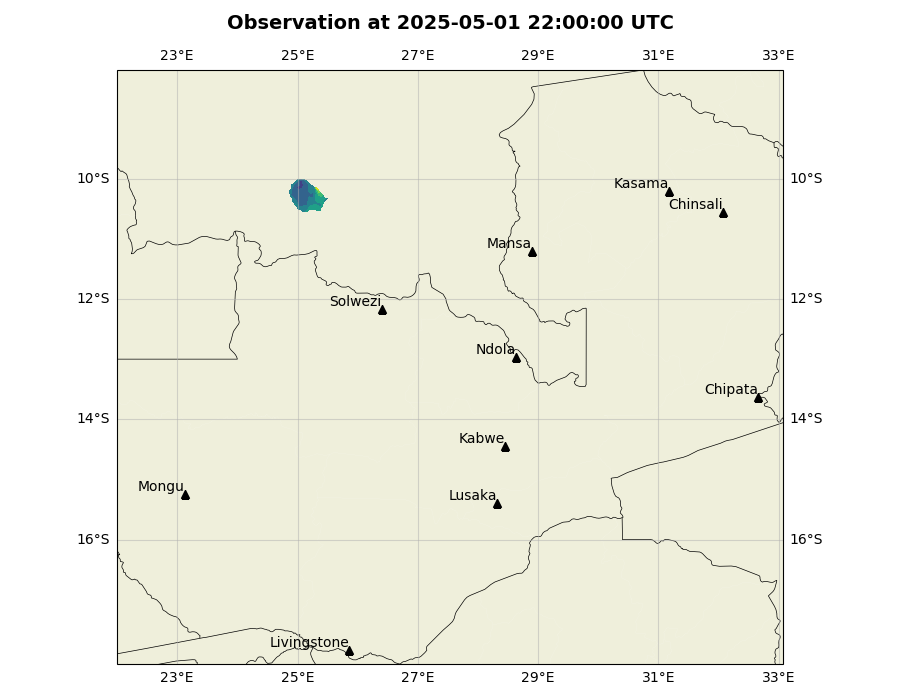 Observation at 2025-05-01 22:00:00 UTC
23°E 25°E 27°E 29°E 31°E 33°E
10°S 10°S
Kasama
Chinsali
Mansa
12°S 12°S
Solwezi
Ndola
Chipata
14°S 14°S
Kabwe
Mongu
Lusaka
16°S 16°S
Livingstone
23°E 25°E 27°E 29°E 31°E 33°E